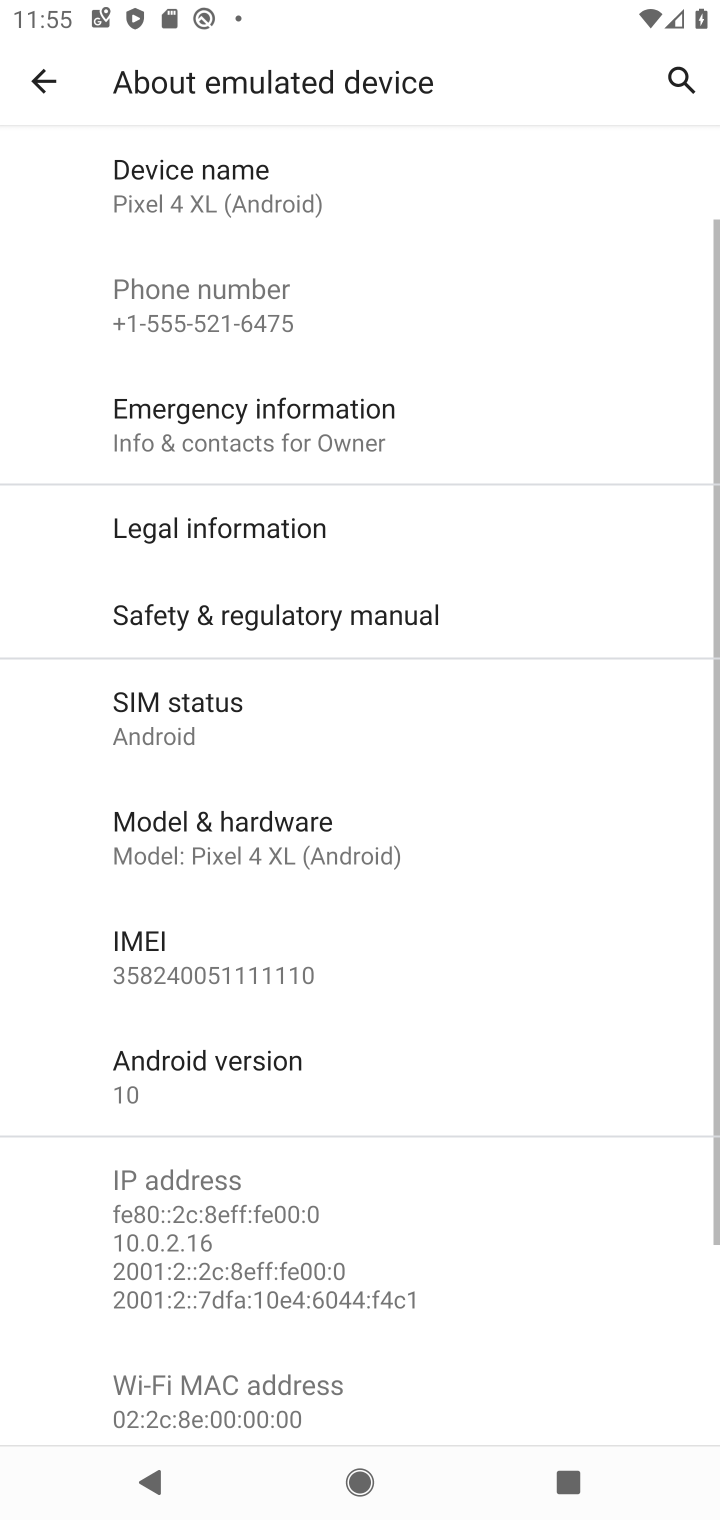 11:55
About emulated device
Device name
Pixel 4 XL (Android)
Phone number
+1-555-521-6475
Emergency information
Info & contacts for Owner
Legal information
Safety & regulatory manual
SIM status
Android
Model & hardware
Model: Pixel 4 XL (Android)
IMEI
358240051111110
Android version
10
IP address
fe80::2c:8eff:fe00:0
10.0.2.16
2001:2::2c:8eff:fe00:0
2001:2::7dfa:10e4:6044:f4c1
Wi-Fi MAC address
02:2c:8e:00:00:00